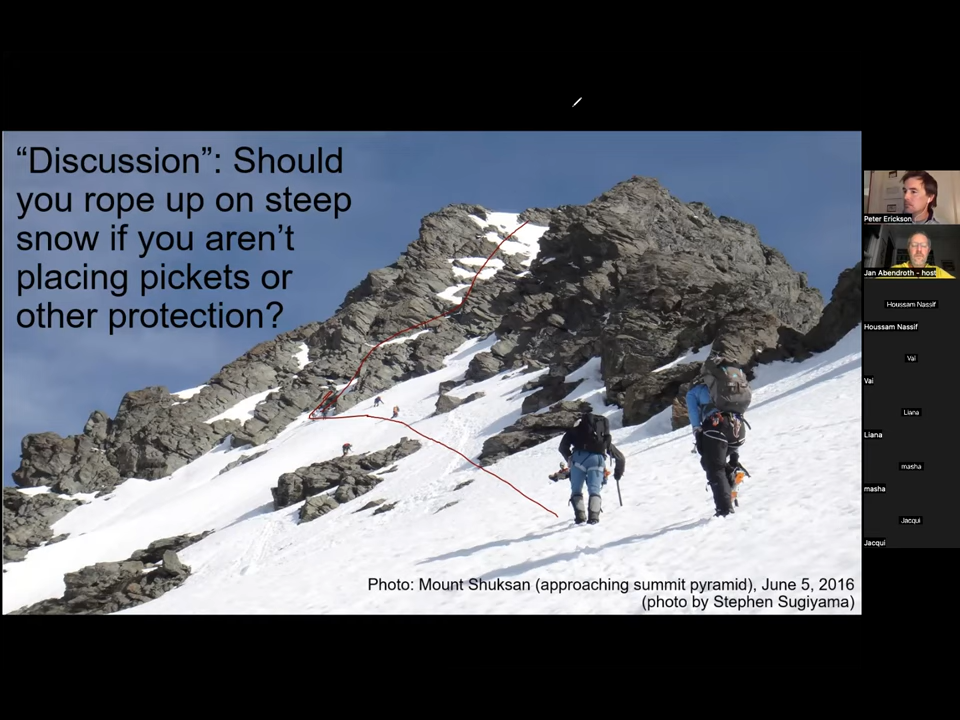 “Discussion”: Should
you rope up on steep
snow if you aren’t
placing pickets or
other protection?
Photo: Mount Shuksan (approaching summit pyramid), June 5, 2016
(photo by Stephen Sugiyama)
Peter Erickson
Jan Abendroth - host
Houssam Nassif
Houssam Nassif
Val
Val
Liana
Liana
masha
masha
Jacqui
Jacqui